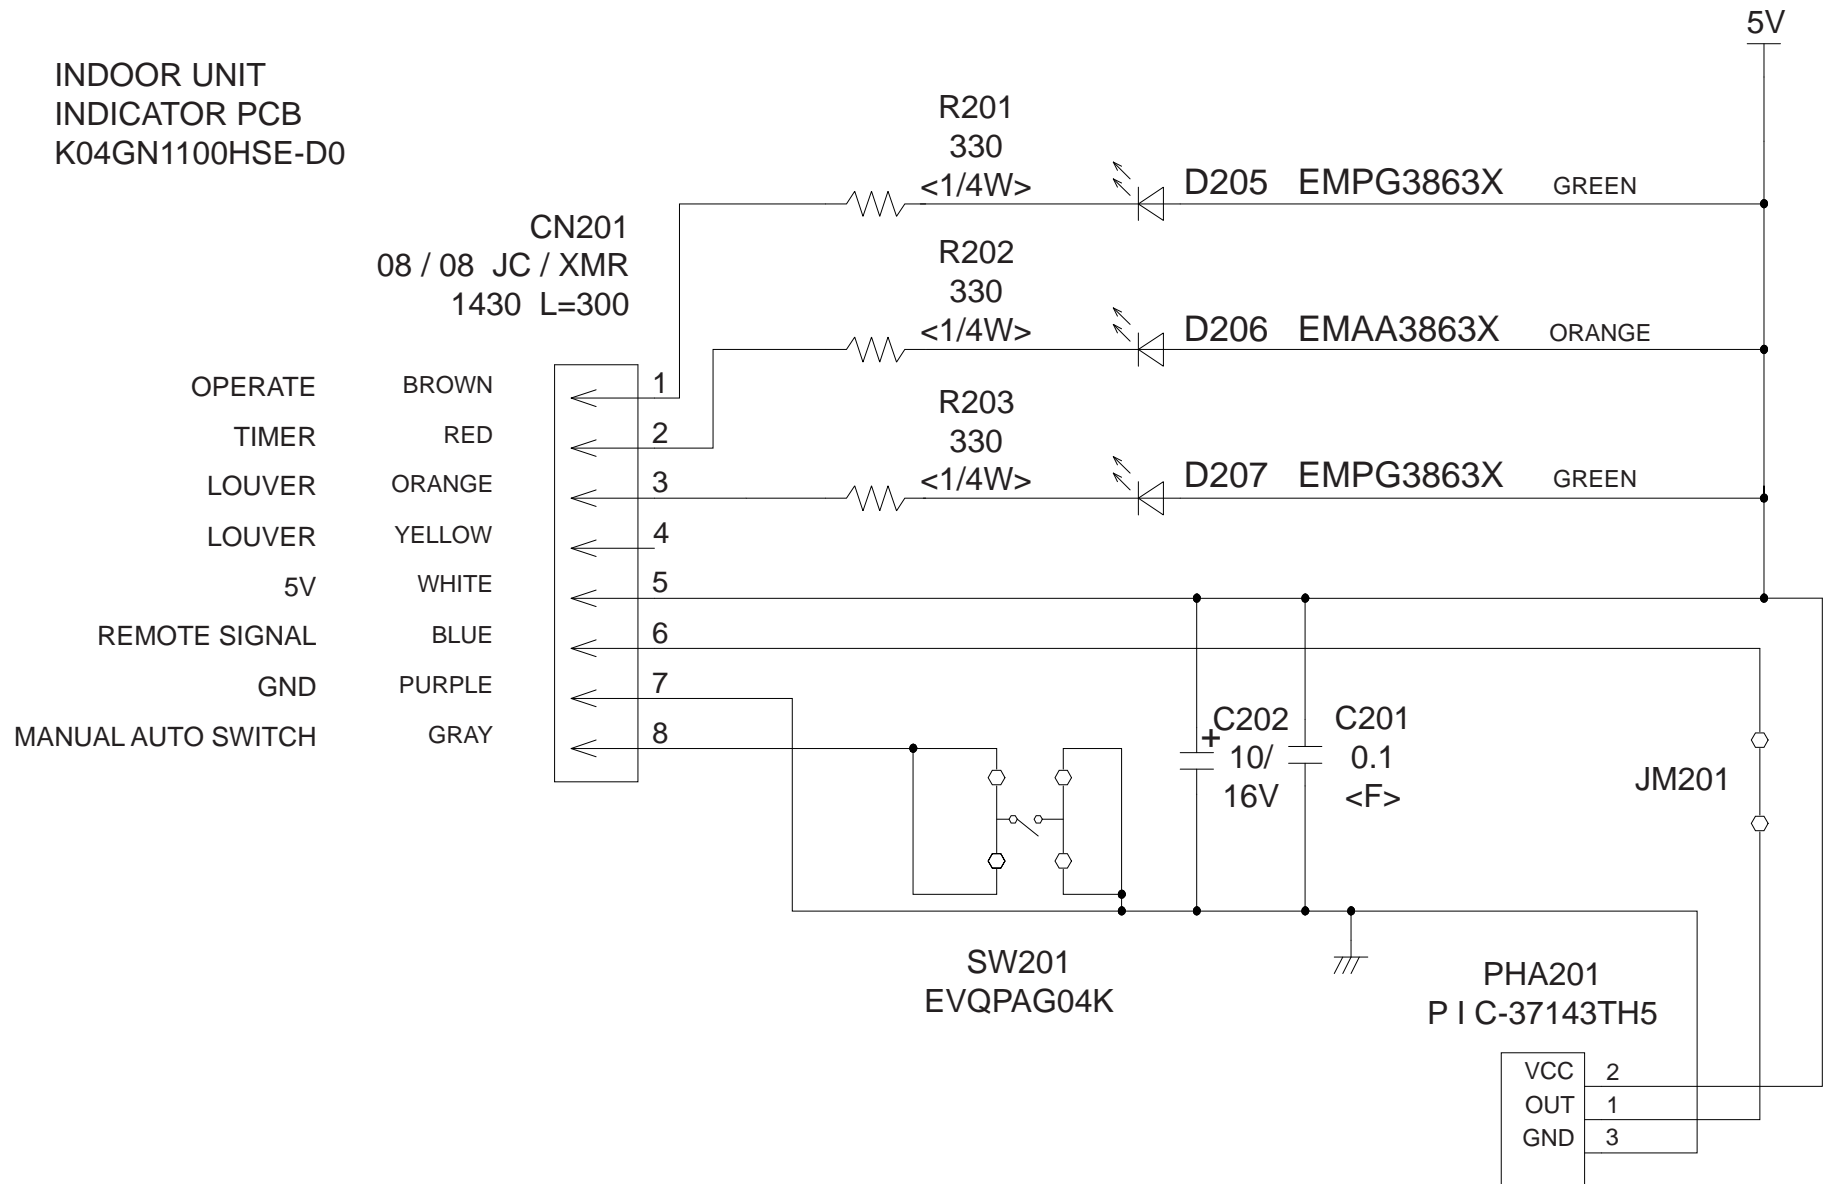 5V
INDOOR UNIT
INDICATOR PCB
K04GN1100HSE-D0
R201
330
<1/4W>
D205 EMPG3863X GREEN
CN201
08 / 08 JC / XMR
1430 L=300
R202
330
<1/4W>
D206 EMAA3863X ORANGE
R203
330
<1/4W>
D207 EMPG3863X GREEN
OPERATE BROWN 1
TIMER RED 2
LOUVER ORANGE 3
LOUVER YELLOW 4
5V WHITE 5
REMOTE SIGNAL BLUE 6
GND PURPLE 7
MANUAL AUTO SWITCH GRAY 8
C202
+ 10/
16V
C201
0.1
<F>
JM201
SW201
EVQPAG04K
PHA201
P I C-37143TH5
VCC 2
OUT 1
GND 3